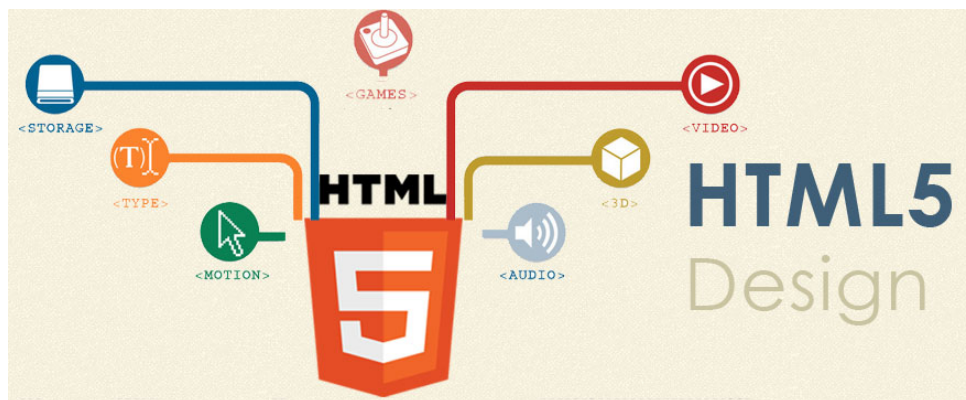 <GAMES>
<STORAGE>
<VIDEO>
(T)
<TYPE>
<3D>
<MOTION>
<AUDIO>
HTML
5
HTML5
Design